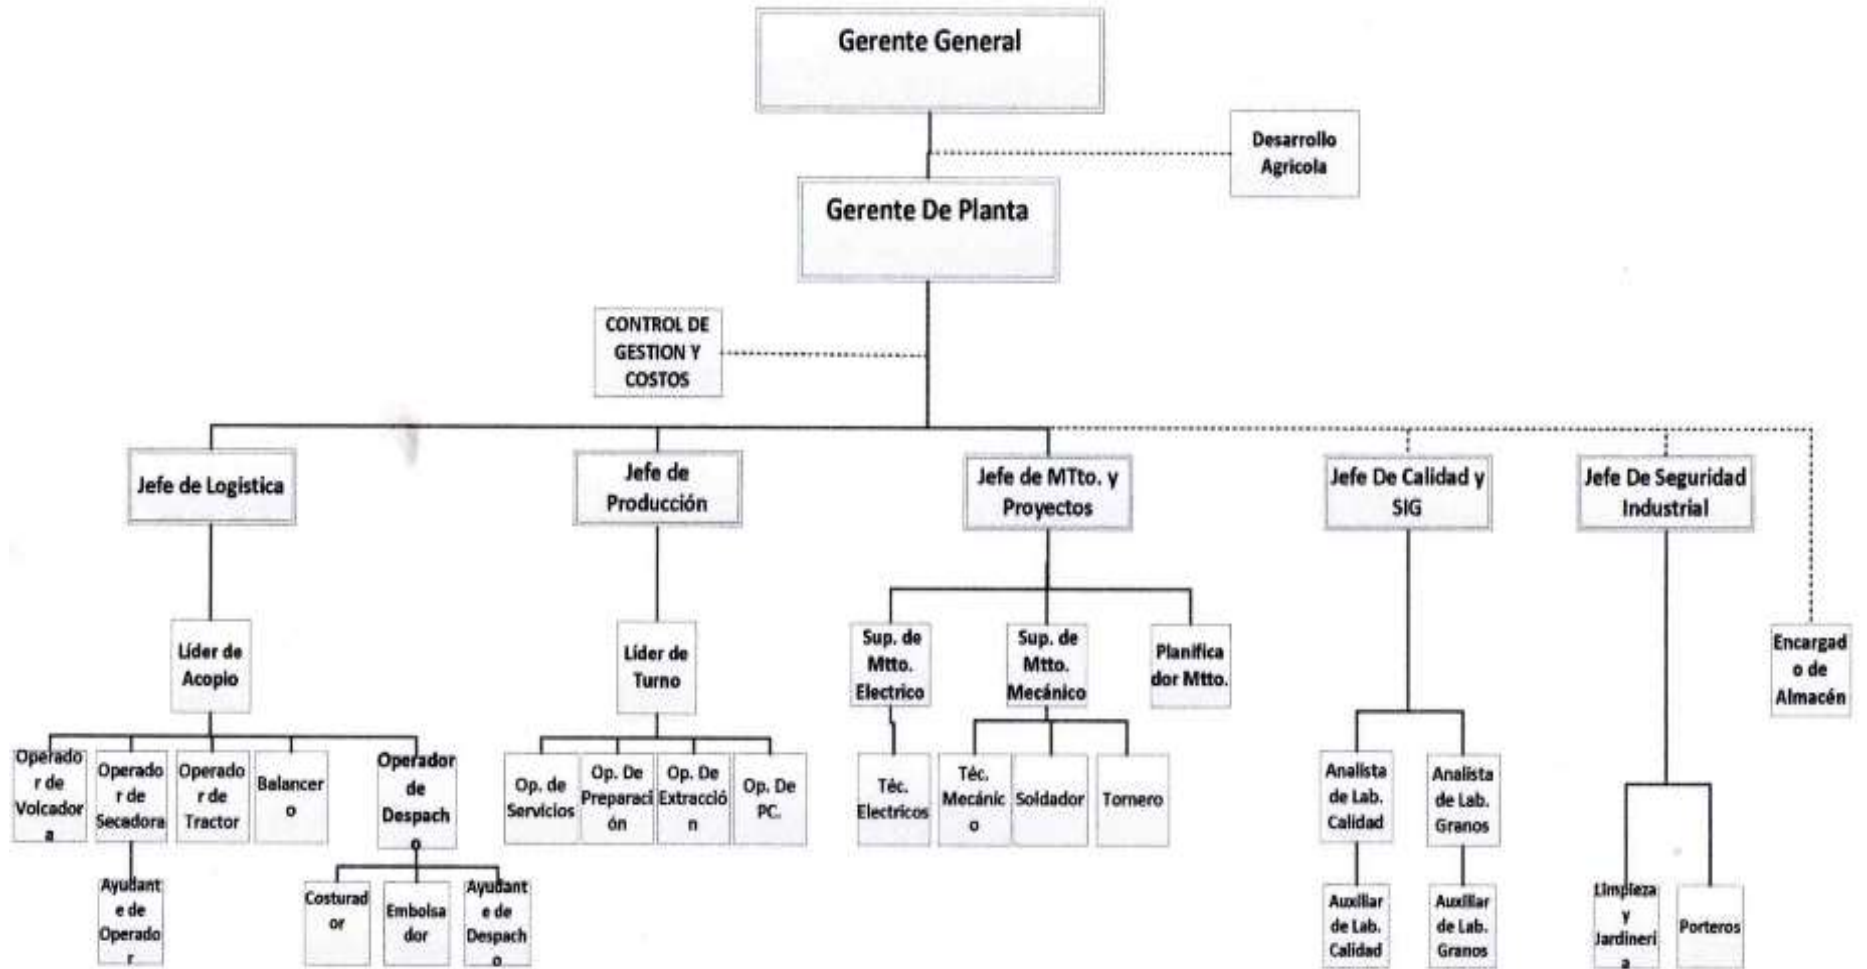 Gerente General
Desarrollo
Agricola
Gerente De Planta
CONTROL DE
GESTION Y
COSTOS
Jefe de Logistica
Jefe de
Producción
Jefe de MTto. y
Proyectos
Jefe De Calidad y
SIG
Jefe De Seguridad
Industrial
Líder de
Acopio
Líder de
Turno
Sup. de
Mtto.
Electrico
Sup. de
Mtto.
Mecánico
Planifica
dor Mtto.
Encargad
o de
Almacén
Operado
r de
Volcador
a
Operado
r de
Secadora
Operado
r de
Tractor
Balancer
o
Operador
de
Despach
o
Op. de
Servicios
Op. De
Preparaci
ón
Op. De
Extracció
n
Op. De
PC.
Téc.
Electricos
Téc.
Mecánic
o
Soldador
Tornero
Analista
de Lab.
Calidad
Analista
de Lab.
Granos
Ayudant
e de
Operado
r
Costurad
or
Embolsa
dor
Ayudant
e de
Despach
o
Auxiliar
de Lab.
Calidad
Auxiliar
de Lab.
Granos
Limpieza
y
Jardineri
a
Porteros